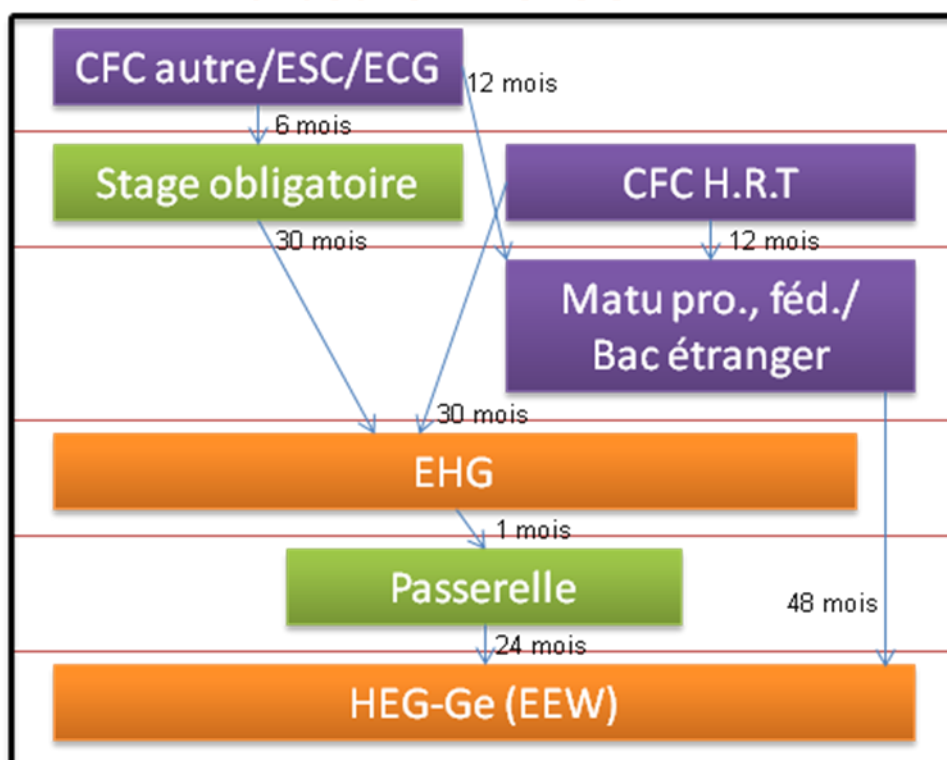 CFC autre/ESC/ECG
12 mois
6 mois
Stage obligatoire
CFC H.R.T
30 mois
12 mois
Matu pro., féd./
Bac étranger
30 mois
EHG
1 mois
Passerelle
48 mois
24 mois
HEG-Ge (EEW)